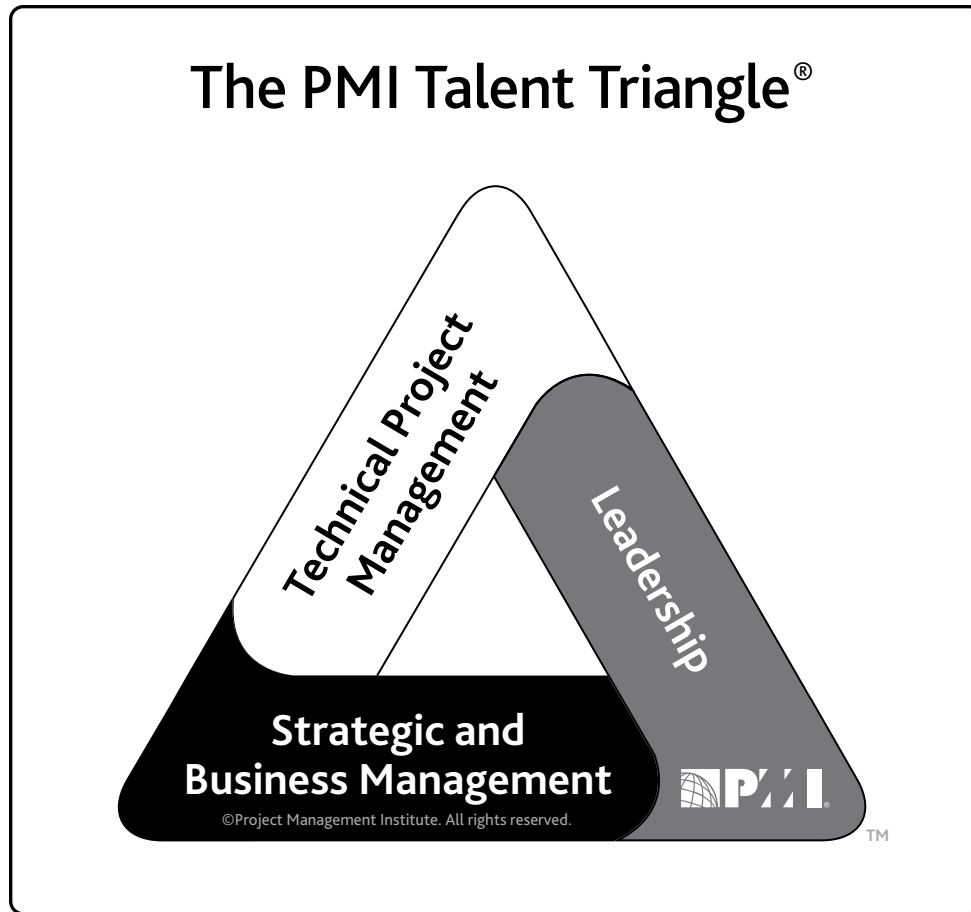 The PMI Talent Triangle®
Technical Project
Management
Leadership
Strategic and
Business Management
©Project Management Institute. All rights reserved.
PMI®
TM